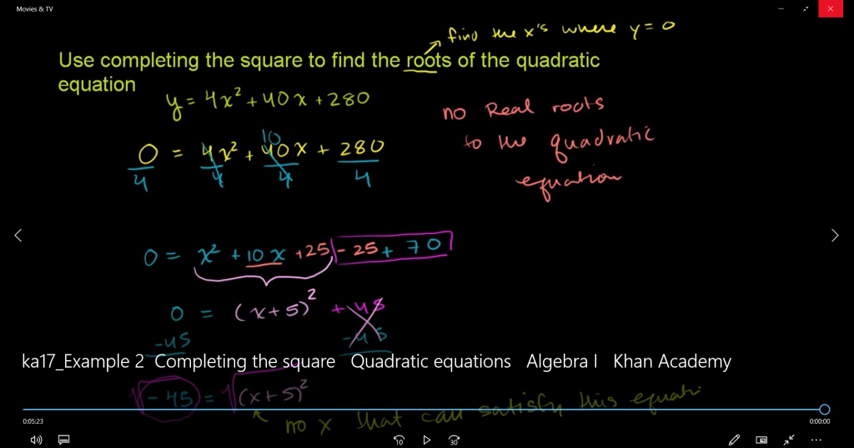 Movies & TV
find the x's where y = 0
Use completing the square to find the roots of the quadratic
equation
y = 4x² + 40x + 280
no Real roots
to the quadratic
equation
10
0 = 4x² + 40x + 280
4 4 4 4
0 = x² + 10x + 25 - 25 + 70
0 = (x+5)² + 45
-45 -45
ka17_Example 2 Completing the square Quadratic equations Algebra I Khan Academy
√-45 = √(x+5)²
no x that can satisfy this equati
0:05:23
0:00:00
10
30